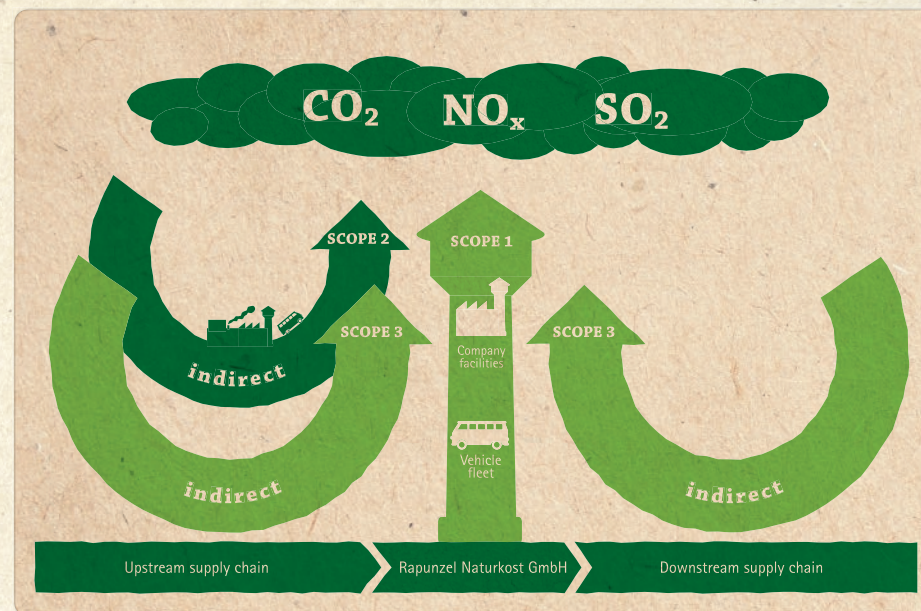 CO₂ NOₓ SO₂
SCOPE 2
SCOPE 1
SCOPE 3
SCOPE 3
Company
facilities
indirect
Vehicle
fleet
indirect
indirect
Upstream supply chain
Rapunzel Naturkost GmbH
Downstream supply chain